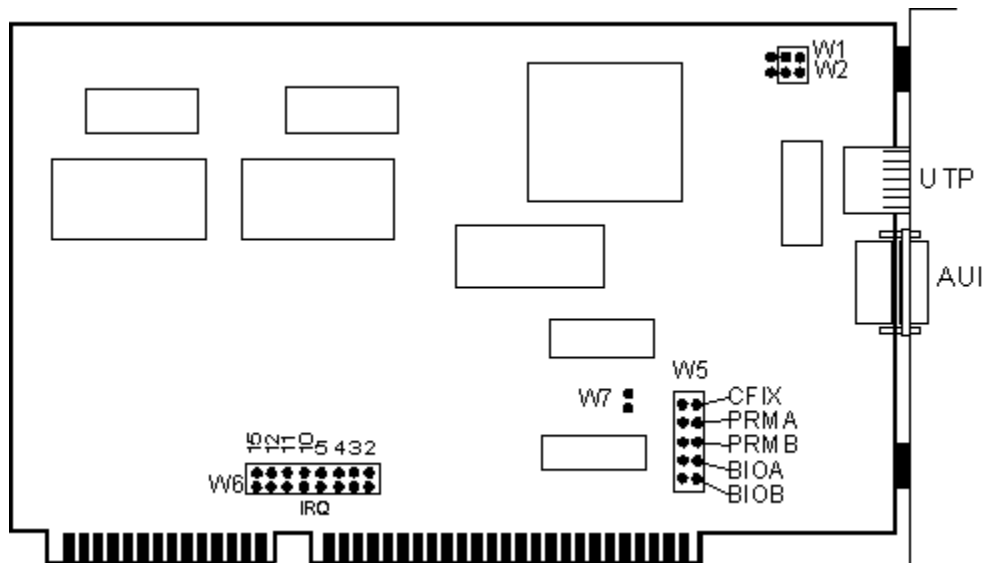 W1
W2
UTP
AUI
W5
W7
CFIX
PRMA
PRMB
BIOA
BIOB
15 12 11 10 5 4 3 2
W6
IRQ